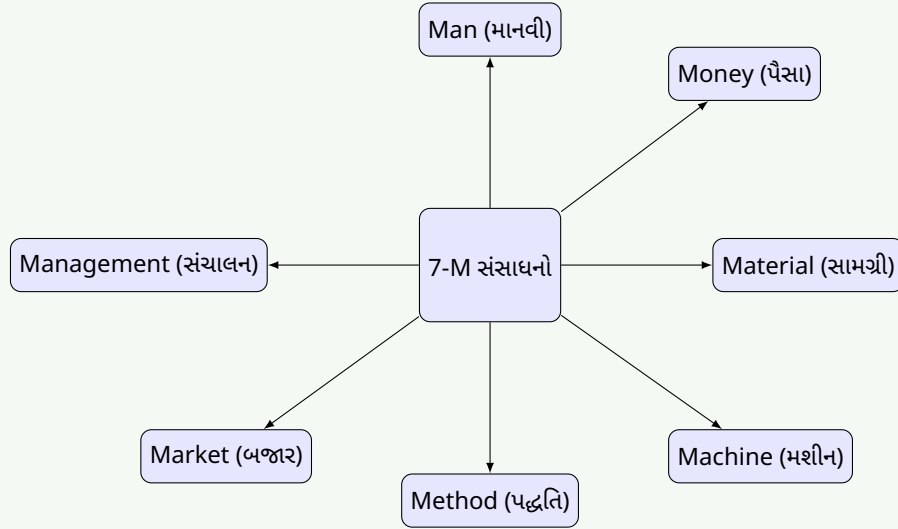 Man (માનવી)
Money (પૈસા)
7-M સંસાધનો
Management (સંચાલન)
Material (સામગ્રી)
Market (બજાર)
Machine (મશીન)
Method (પદ્ધતિ)